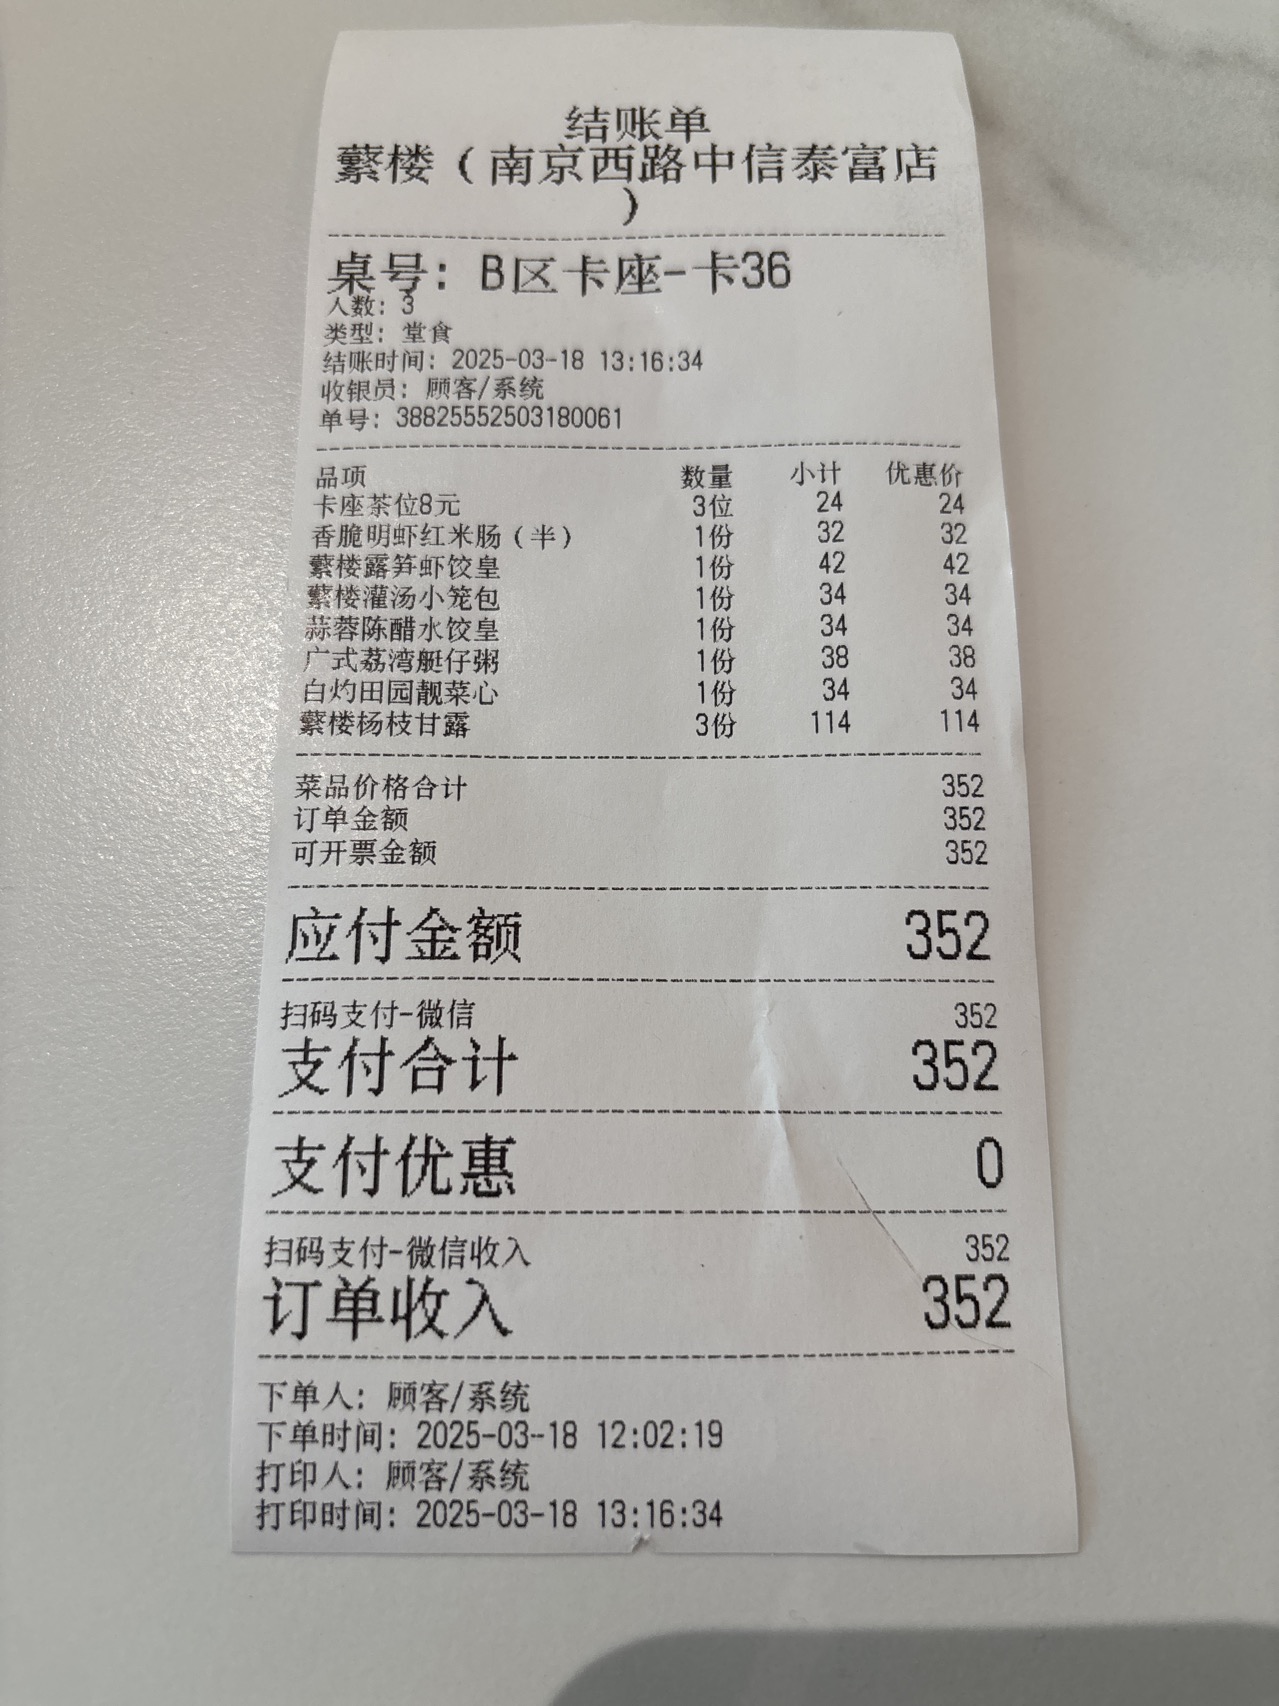 结账单
蘩楼（南京西路中信泰富店
）
桌号：B区卡座-卡36
人数：3
类型：堂食
结账时间：2025-03-18 13:16:34
收银员：顾客/系统
单号：38825552503180061
品项 数量 小计 优惠价
卡座茶位8元 3位 24 24
香脆明虾红米肠（半） 1份 32 32
蘩楼露笋虾饺皇 1份 42 42
蘩楼灌汤小笼包 1份 34 34
蒜蓉陈醋水饺皇 1份 34 34
广式荔湾艇仔粥 1份 38 38
白灼田园靓菜心 1份 34 34
蘩楼杨枝甘露 3份 114 114
菜品价格合计 352
订单金额 352
可开票金额 352
应付金额 352
扫码支付-微信 352
支付合计 352
支付优惠 0
扫码支付-微信收入 352
订单收入 352
下单人：顾客/系统
下单时间：2025-03-18 12:02:19
打印人：顾客/系统
打印时间：2025-03-18 13:16:34